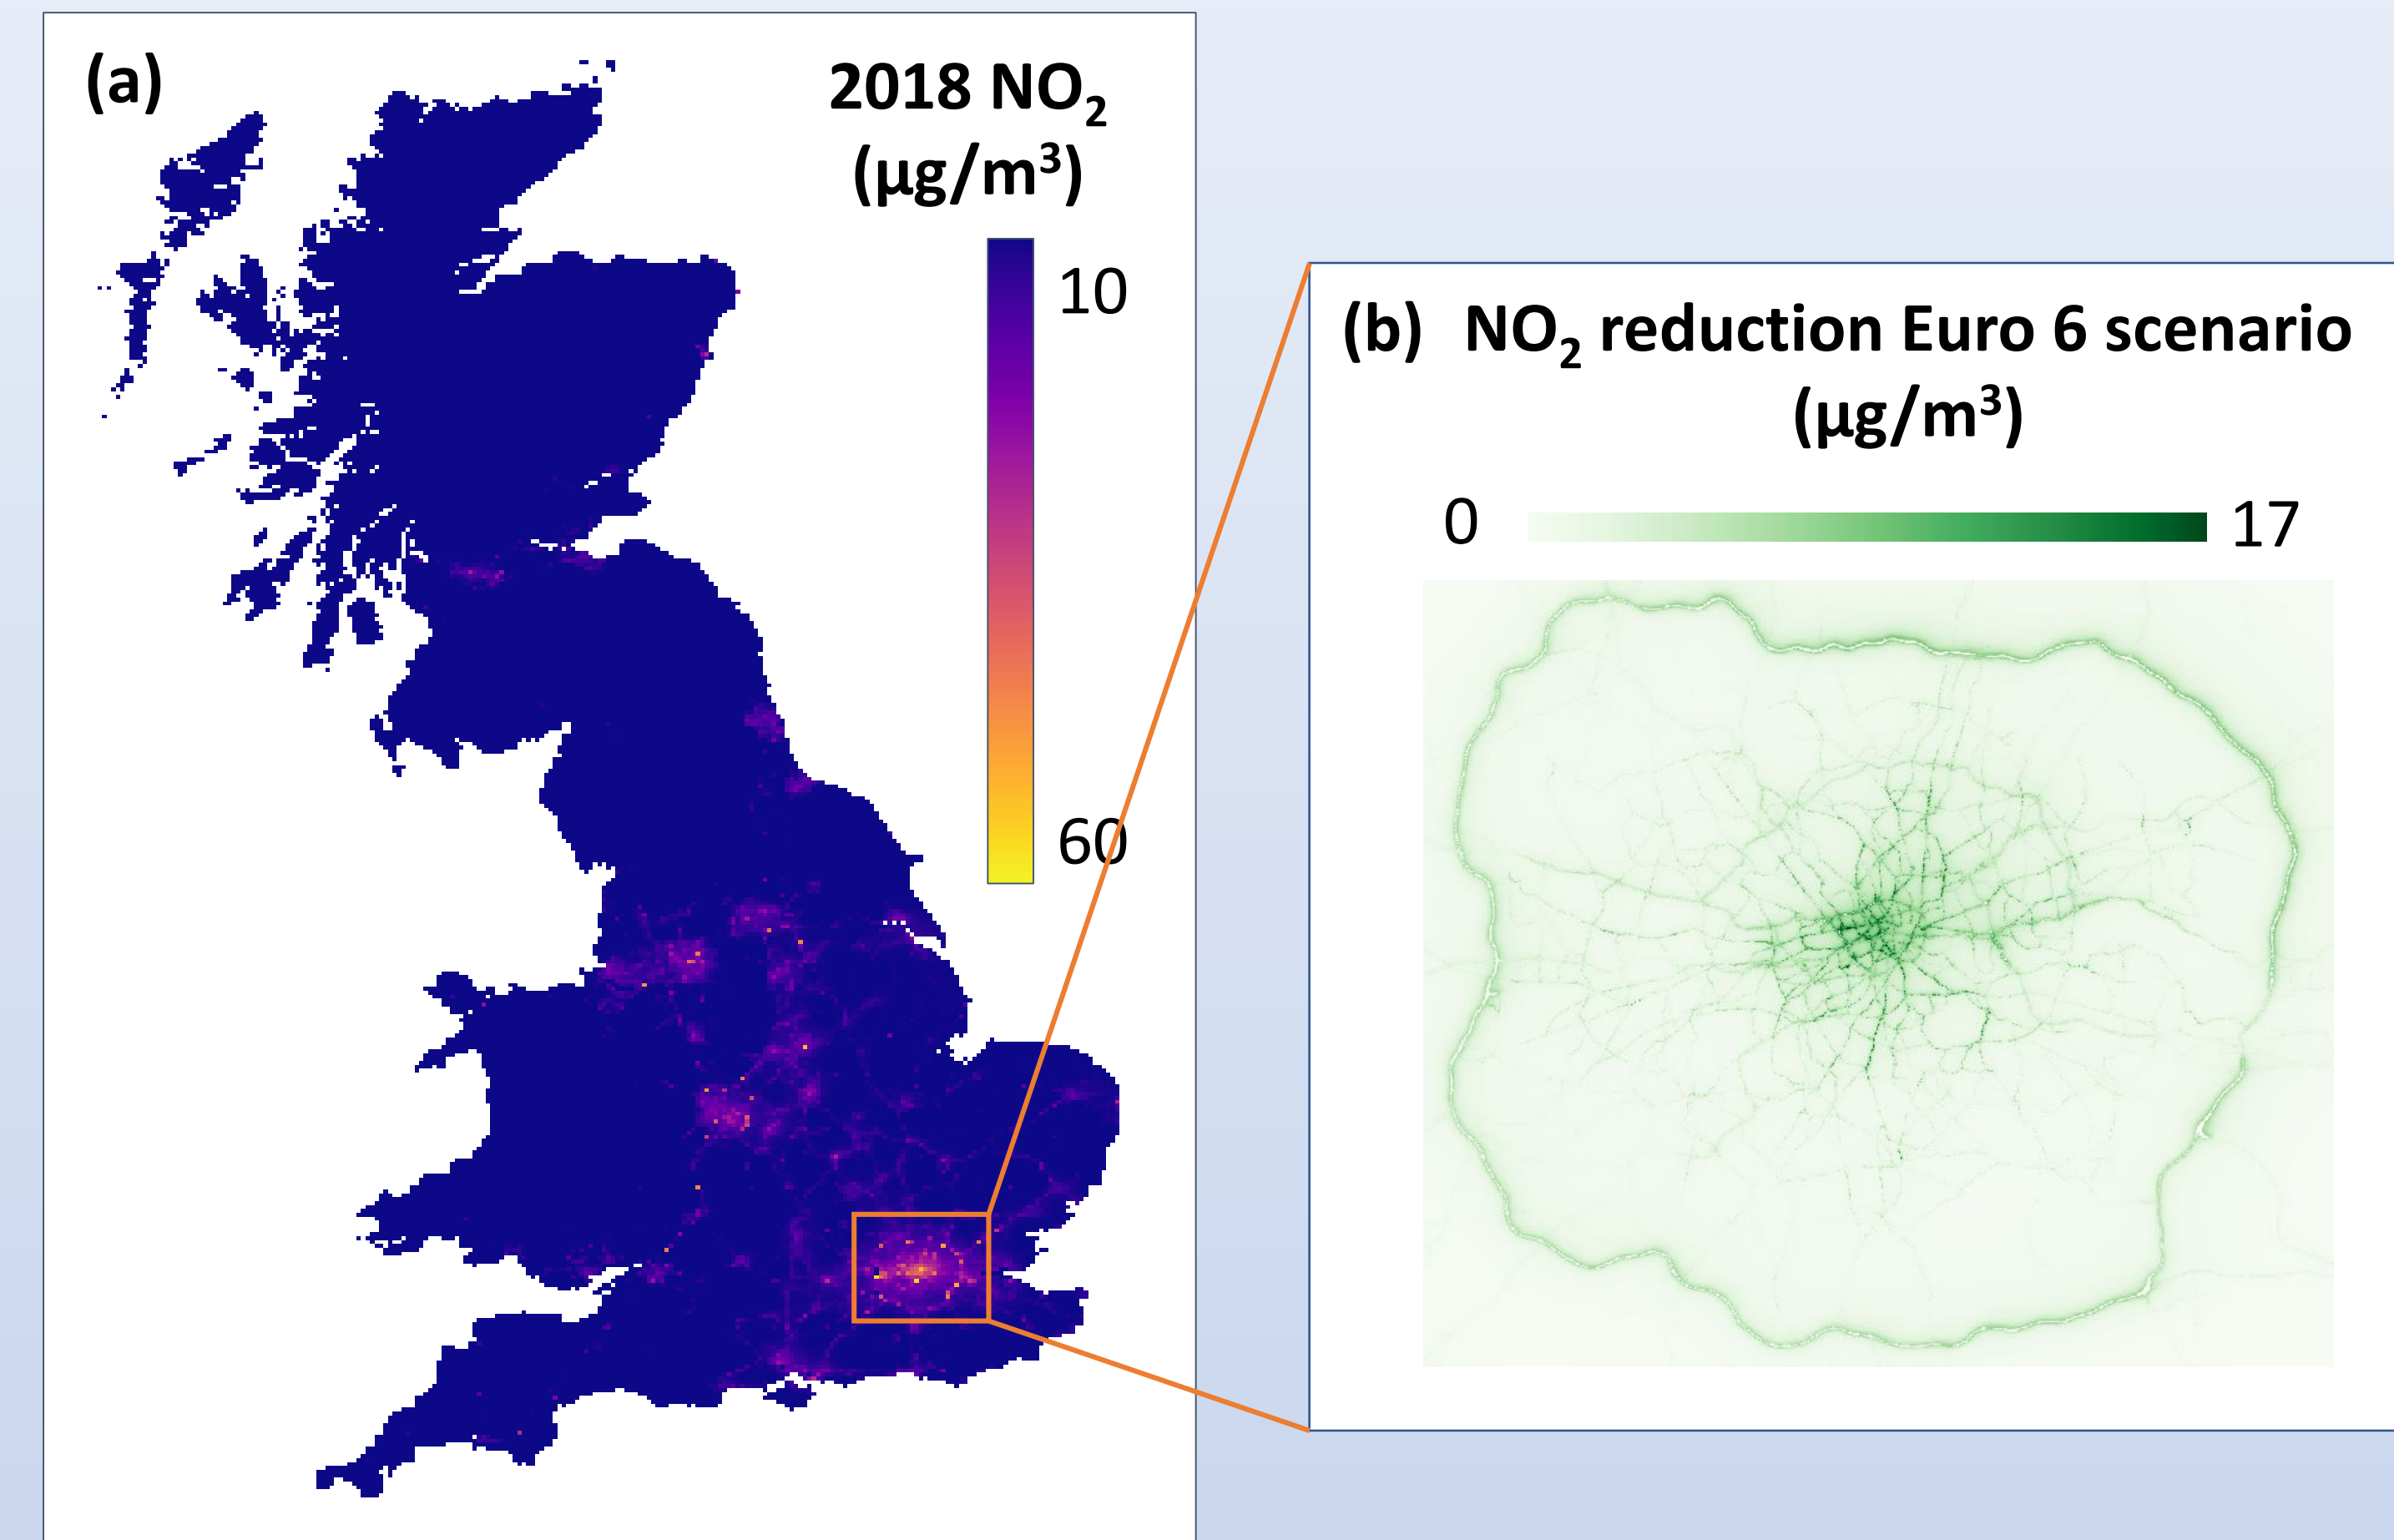 (a)
2018 NO₂
(µg/m³)
10
60
(b) NO₂ reduction Euro 6 scenario
(µg/m³)
0
17